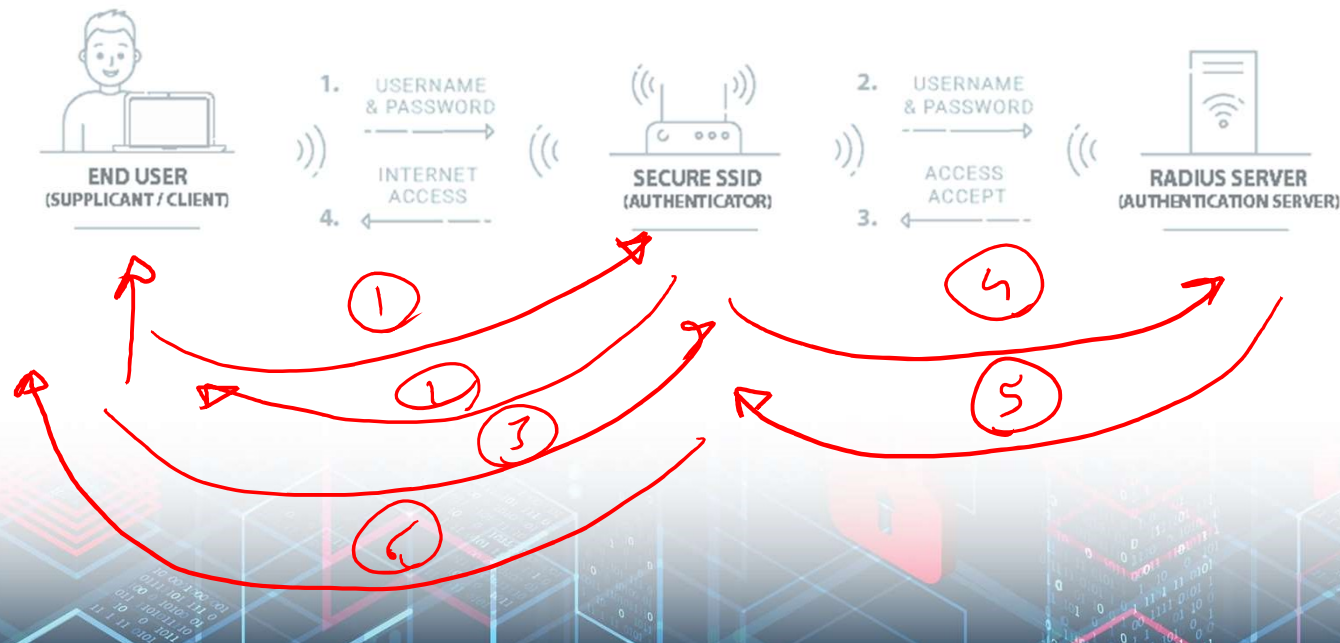 1. USERNAME
& PASSWORD
INTERNET
ACCESS
4.
2. USERNAME
& PASSWORD
ACCESS
ACCEPT
3.
END USER
(SUPPLICANT / CLIENT)
SECURE SSID
(AUTHENTICATOR)
RADIUS SERVER
(AUTHENTICATION SERVER)
1
2
3
4
5
6